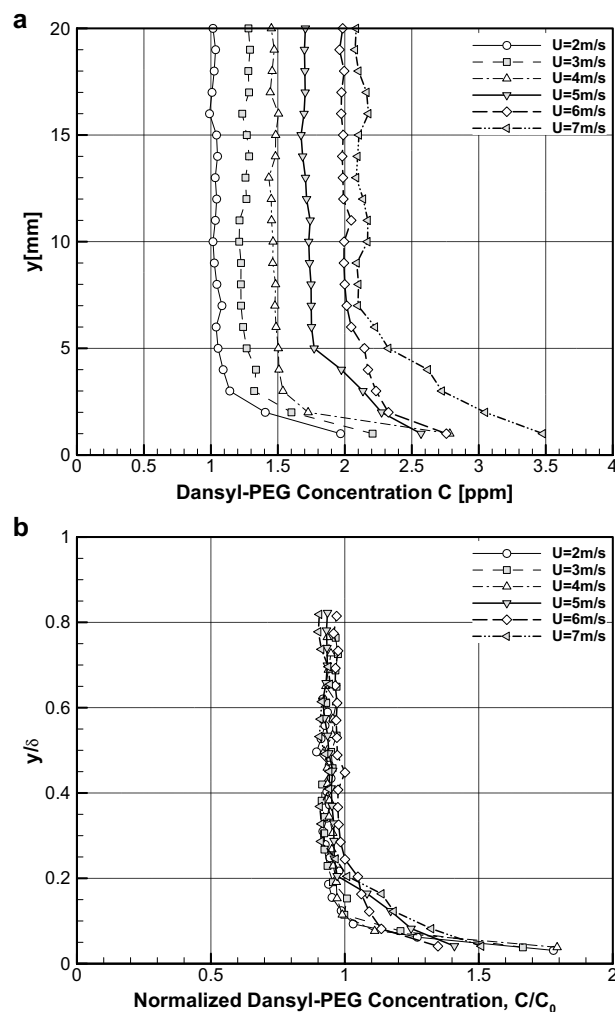 a
20
15
10
5
0
y[mm]
U=2m/s
U=3m/s
U=4m/s
U=5m/s
U=6m/s
U=7m/s
0 0.5 1 1.5 2 2.5 3 3.5 4
Dansyl-PEG Concentration C [ppm]
b
1
0.8
0.6
0.4
0.2
0
y/δ
U=2m/s
U=3m/s
U=4m/s
U=5m/s
U=6m/s
U=7m/s
0 0.5 1 1.5 2
Normalized Dansyl-PEG Concentration, C/C₀